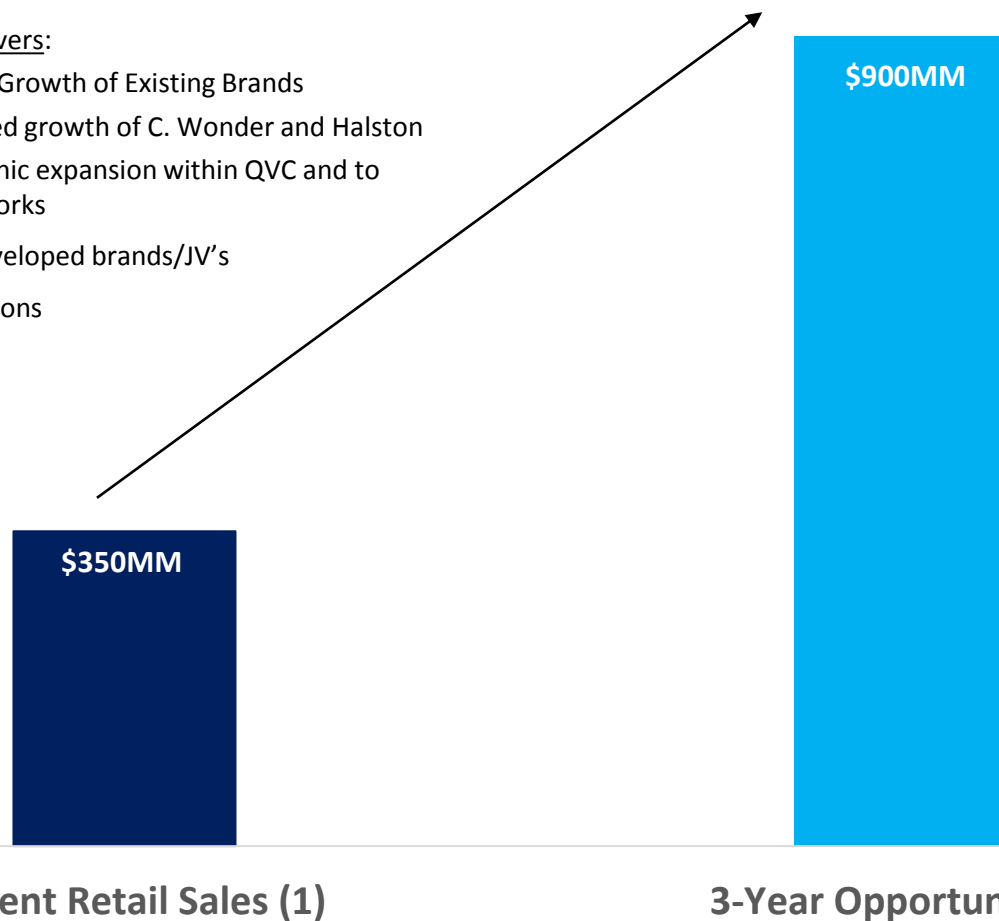 vers:
Growth of Existing Brands
ed growth of C. Wonder and Halston
nic expansion within QVC and to
orks
veloped brands/JV’s
ons
$900MM
$350MM
ent Retail Sales (1)
3-Year Opportun